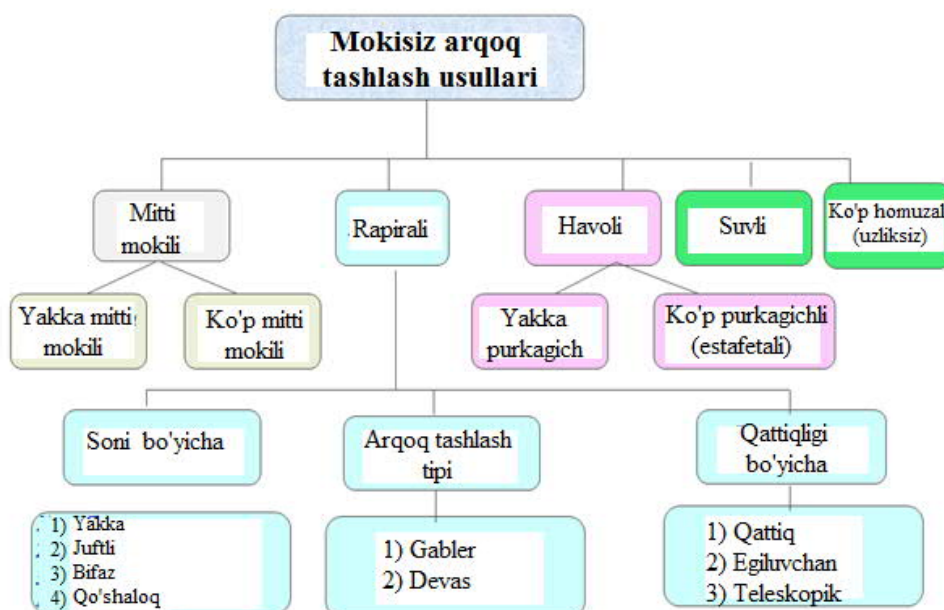 Mokisiz arqoq
tashlash usullari
Mitti
mokili
Rapirali
Havoli
Suvli
Ko'p homuzal
(uzliksiz)
Yakka mitti
mokili
Ko'p mitti
mokili
Yakka
purkagich
Ko'p purkagichli
(estafetali)
Soni bo'yicha
Arqoq tashlash
tipi
Qattiqligi
bo'yicha
1) Yakka
2) Juftli
3) Bifaz
4) Qo'shaloq
1) Gabler
2) Devas
1) Qattiq
2) Egiluvchan
3) Teleskopik